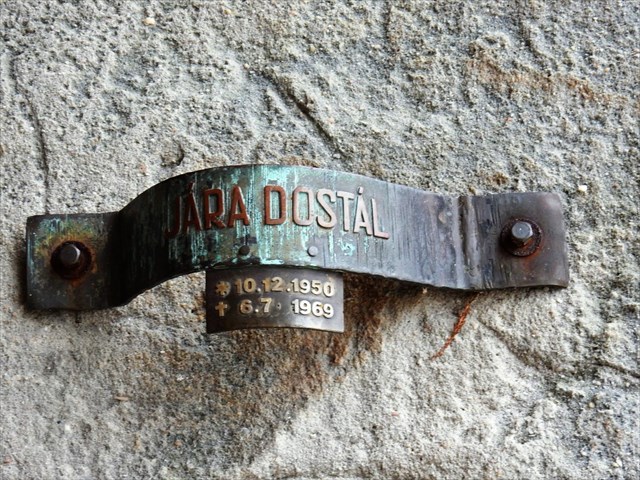 JÁRA DOSTÁL
* 10.12.1950
† 6.7. 1969